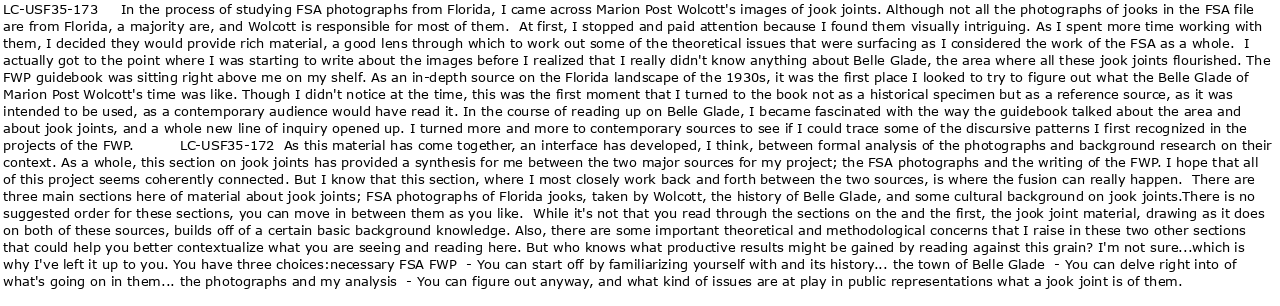 LC-USF35-173 In the process of studying FSA photographs from Florida, I came across Marion Post Wolcott's images of jook joints. Although not all the photographs of jooks in the FSA file
are from Florida, a majority are, and Wolcott is responsible for most of them. At first, I stopped and paid attention because I found them visually intriguing. As I spent more time working with
them, I decided they would provide rich material, a good lens through which to work out some of the theoretical issues that were surfacing as I considered the work of the FSA as a whole. I
actually got to the point where I was starting to write about the images before I realized that I really didn't know anything about Belle Glade, the area where all these jook joints flourished. The
FWP guidebook was sitting right above me on my shelf. As an in-depth source on the Florida landscape of the 1930s, it was the first place I looked to try to figure out what the Belle Glade of
Marion Post Wolcott's time was like. Though I didn't notice at the time, this was the first moment that I turned to the book not as a historical specimen but as a reference source, as it was
intended to be used, as a contemporary audience would have read it. In the course of reading up on Belle Glade, I became fascinated with the way the guidebook talked about the area and
about jook joints, and a whole new line of inquiry opened up. I turned more and more to contemporary sources to see if I could trace some of the discursive patterns I first recognized in the
projects of the FWP. LC-USF35-172 As this material has come together, an interface has developed, I think, between formal analysis of the photographs and background research on their
context. As a whole, this section on jook joints has provided a synthesis for me between the two major sources for my project; the FSA photographs and the writing of the FWP. I hope that all
of this project seems coherently connected. But I know that this section, where I most closely work back and forth between the two sources, is where the fusion can really happen. There are
three main sections here of material about jook joints; FSA photographs of Florida jooks, taken by Wolcott, the history of Belle Glade, and some cultural background on jook joints.There is no
suggested order for these sections, you can move in between them as you like. While it's not that you read through the sections on the and the first, the jook joint material, drawing as it does
on both of these sources, builds off of a certain basic background knowledge. Also, there are some important theoretical and methodological concerns that I raise in these two other sections
that could help you better contextualize what you are seeing and reading here. But who knows what productive results might be gained by reading against this grain? I'm not sure...which is
why I've left it up to you. You have three choices:necessary FSA FWP - You can start off by familiarizing yourself with and its history... the town of Belle Glade - You can delve right into of
what's going on in them... the photographs and my analysis - You can figure out anyway, and what kind of issues are at play in public representations what a jook joint is of them.